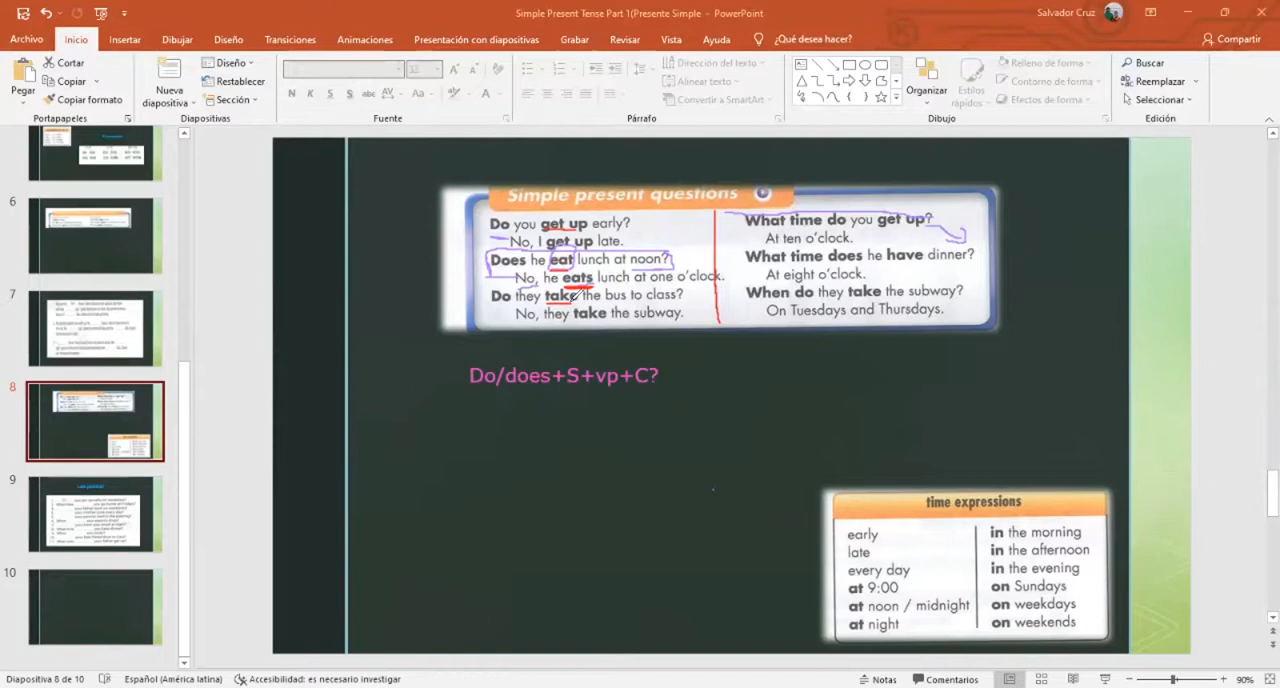 Simple Present Tense Part 1(Presente Simple - PowerPoint
Salvador Cruz
Archivo Inicio Insertar Dibujar Diseño Transiciones Animaciones Presentación con diapositivas Grabar Revisar Vista Ayuda ¿Qué desea hacer? Compartir
Pegar
Cortar
Copiar
Copiar formato
Portapapeles
Nueva diapositiva
Diseño
Restablecer
Sección
Diapositivas
N K S S abc AV Aa A
Fuente
Dirección del texto
Alinear texto
Convertir a SmartArt
Párrafo
Organizar
Estilos rápidos
Relleno de forma
Contorno de forma
Efectos de forma
Dibujo
Buscar
Reemplazar
Seleccionar
Edición
6
7
8
9
10
Simple present questions
Do you get up early?
No, I get up late.
Does he eat lunch at noon?
No, he eats lunch at one o'clock.
Do they take the bus to class?
No, they take the subway.
What time do you get up?
At ten o'clock.
What time does he have dinner?
At eight o'clock.
When do they take the subway?
On Tuesdays and Thursdays.
Do/does+S+vp+C?
time expressions
early
late
every day
at 9:00
at noon / midnight
at night
in the morning
in the afternoon
in the evening
on Sundays
on weekdays
on weekends
Diapositiva 8 de 10 Español (América latina) Accesibilidad: es necesario investigar Notas Comentarios 90%